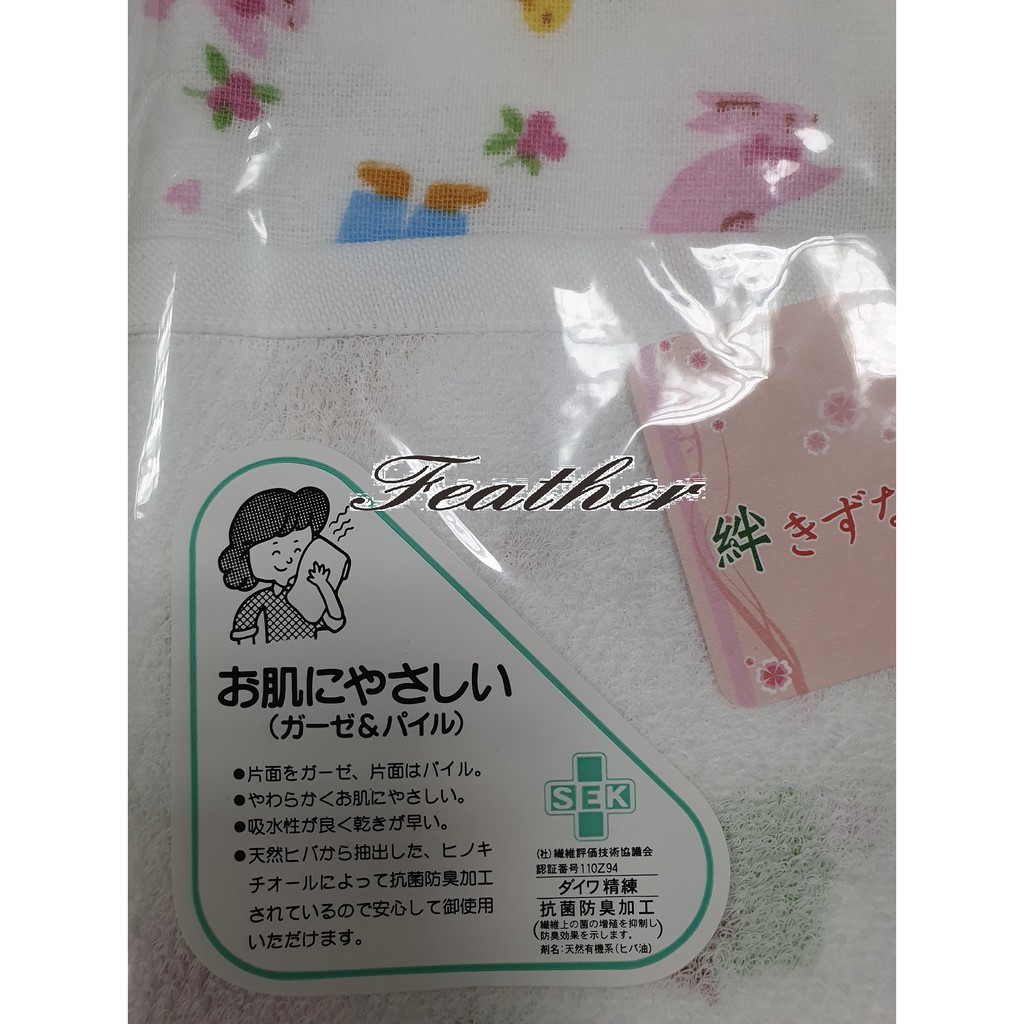 Feather
絆きずな
お肌にやさしい
(ガーゼ&パイル)
●片面をガーゼ、片面はパイル。
●やわらかくお肌にやさしい。
●吸水性が良く乾きが早い。
●天然ヒバから抽出した、ヒノキ
チオールによって抗菌防臭加工
されているので安心して御使用
いただけます。
SEK
(社)繊維評価技術協議会
認証番号110Z94
ダイワ精練
抗菌防臭加工
(繊維上の菌の増殖を抑制し
防臭効果を示します。)
剤名:天然有機系(ヒバ油)